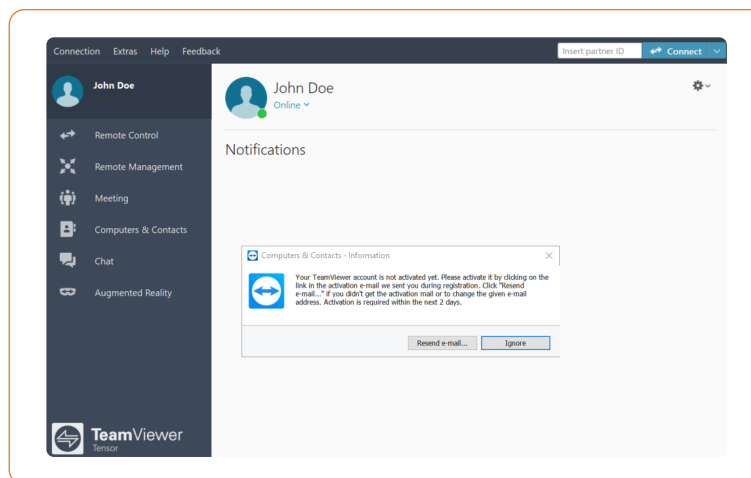 Connection Extras Help Feedback
Insert partner ID
Connect
John Doe
Remote Control
Remote Management
Meeting
Computers & Contacts
Chat
Augmented Reality
TeamViewer
Tensor
John Doe
Online
Notifications
Computers & Contacts - Information
Your TeamViewer account is not activated yet. Please activate it by clicking on the
link in the activation e-mail we sent you during registration. Click "Resend
e-mail..." if you didn't get the activation mail or to change the given e-mail
address. Activation is required within the next 2 days.
Resend e-mail... Ignore